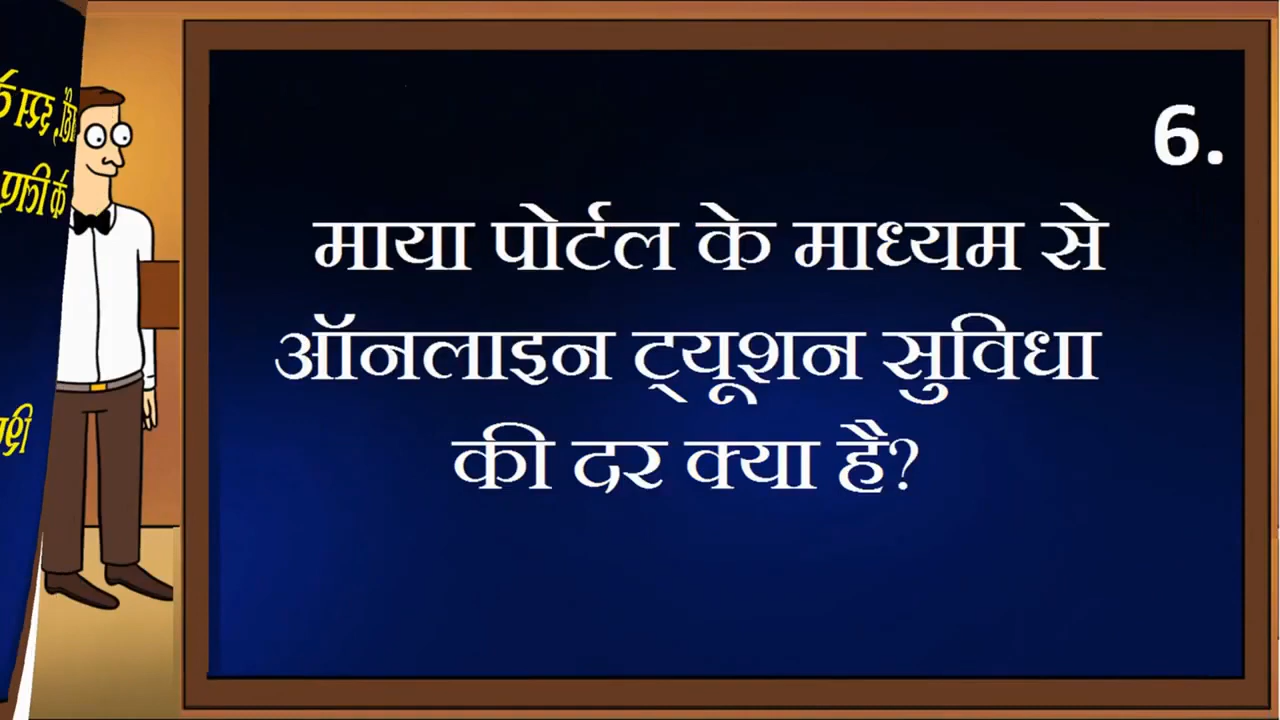 6.
माया पोर्टल के माध्यम से
ऑनलाइन ट्यूशन सुविधा
की दर क्या है?